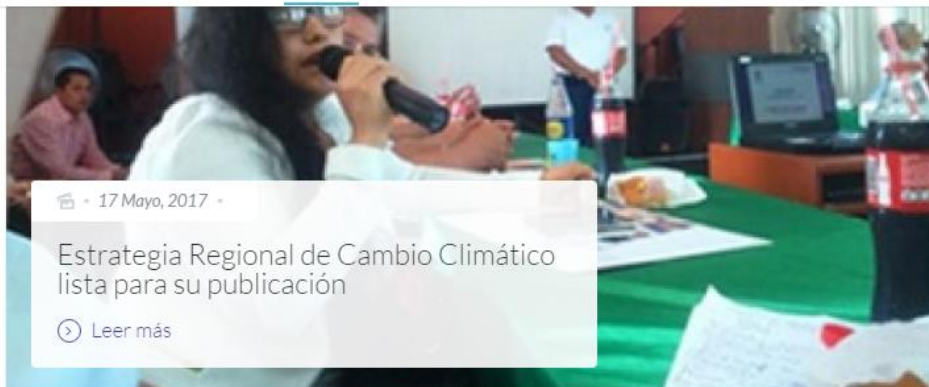 17 Mayo, 2017
Estrategia Regional de Cambio Climático
lista para su publicación
Leer más